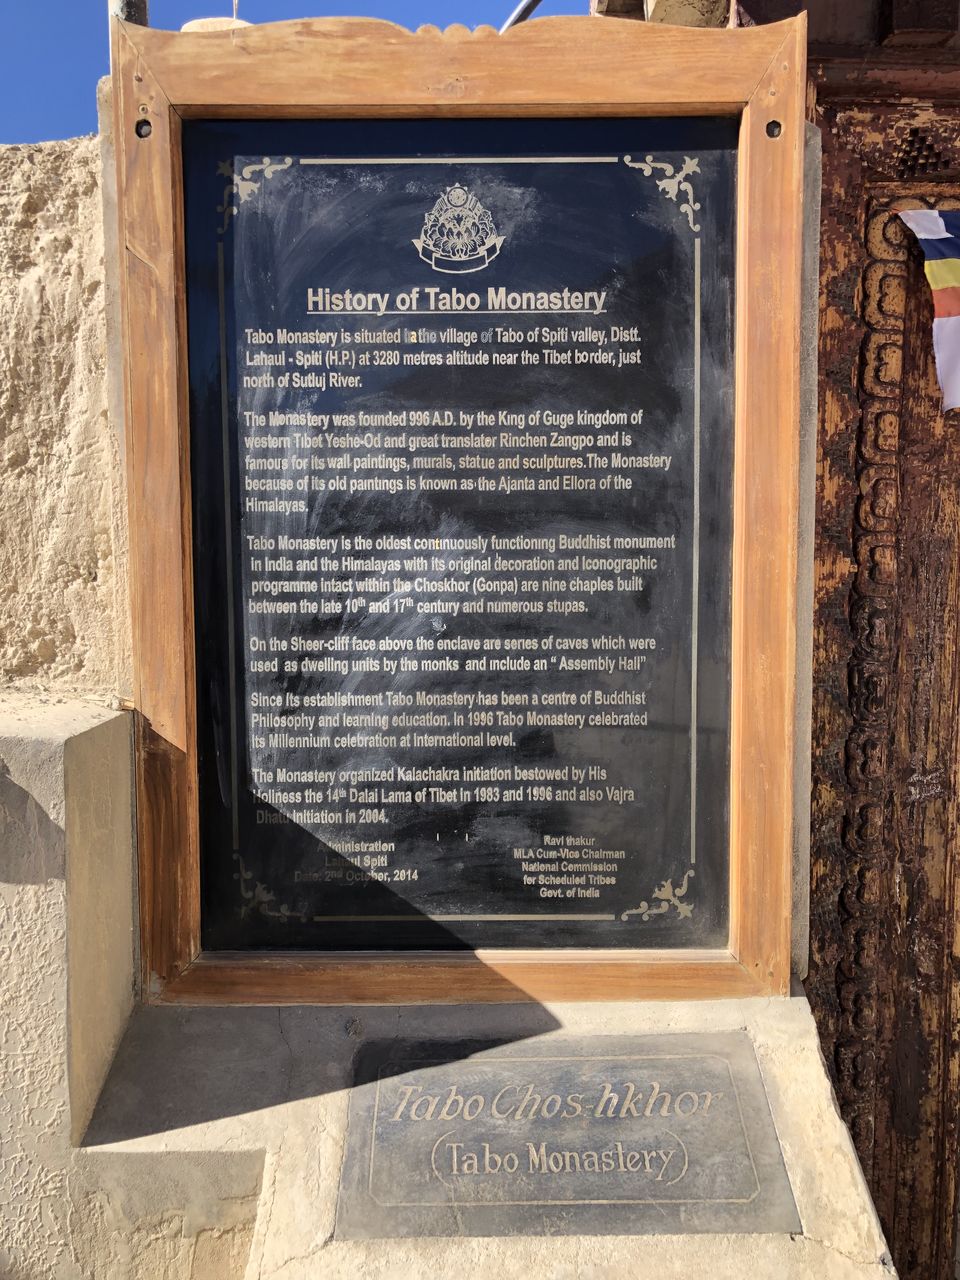 History of Tabo Monastery
Tabo Monastery is situated in the village of Tabo of Spiti valley, Distt.
Lahaul - Spiti (H.P.) at 3280 metres altitude near the Tibet border, just
north of Sutluj River.
The Monastery was founded 996 A.D. by the King of Guge kingdom of
western Tibet Yeshe-Od and great translator Rinchen Zangpo and is
famous for its wall paintings, murals, statue and sculptures.The Monastery
because of its old paintings is known as the Ajanta and Ellora of the
Himalayas.
Tabo Monastery is the oldest continuously functioning Buddhist monument
in India and the Himalayas with its original decoration and Iconographic
programme intact within the Choskhor (Gonpa) are nine chaples built
between the late 10th and 17th century and numerous stupas.
On the Sheer-cliff face above the enclave are series of caves which were
used as dwelling units by the monks and include an " Assembly Hall"
Since its establishment Tabo Monastery has been a centre of Buddhist
Philosophy and learning education. In 1996 Tabo Monastery celebrated
its Millennium celebration at international level.
The Monastery organized Kalachakra initiation bestowed by His
Holiness the 14th Dalai Lama of Tibet in 1983 and 1996 and also Vajra
Dhatu initiation in 2004.
Administration
Lahaul Spiti
Date: 2nd October, 2014
Ravi thakur
MLA Cum-Vice Chairman
National Commission
for Scheduled Tribes
Govt. of India
Tabo Chos-hkhor
(Tabo Monastery)